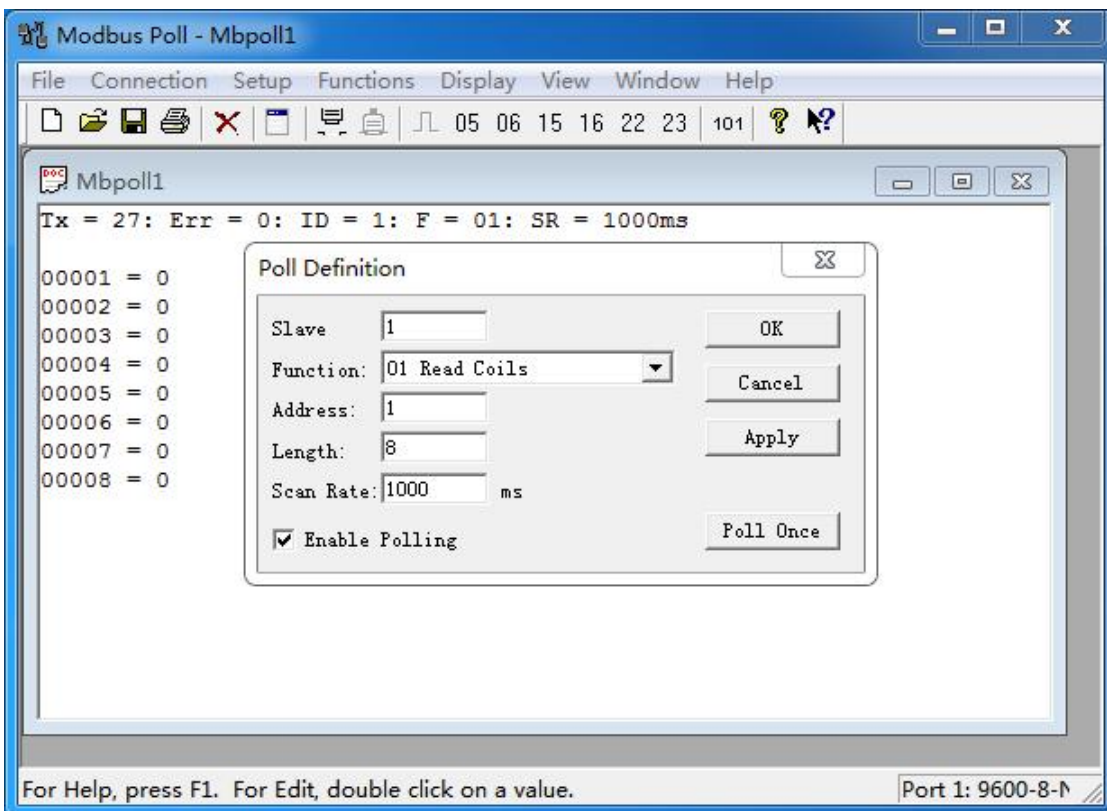 Modbus Poll - Mbpoll1
File Connection Setup Functions Display View Window Help
05 06 15 16 22 23 101
Mbpoll1
Tx = 27: Err = 0: ID = 1: F = 01: SR = 1000ms
00001 = 0
00002 = 0
00003 = 0
00004 = 0
00005 = 0
00006 = 0
00007 = 0
00008 = 0
Poll Definition
Slave 1
OK
Function: 01 Read Coils
Cancel
Address: 1
Apply
Length: 8
Scan Rate: 1000 ms
Enable Polling
Poll Once
For Help, press F1. For Edit, double click on a value.
Port 1: 9600-8-N